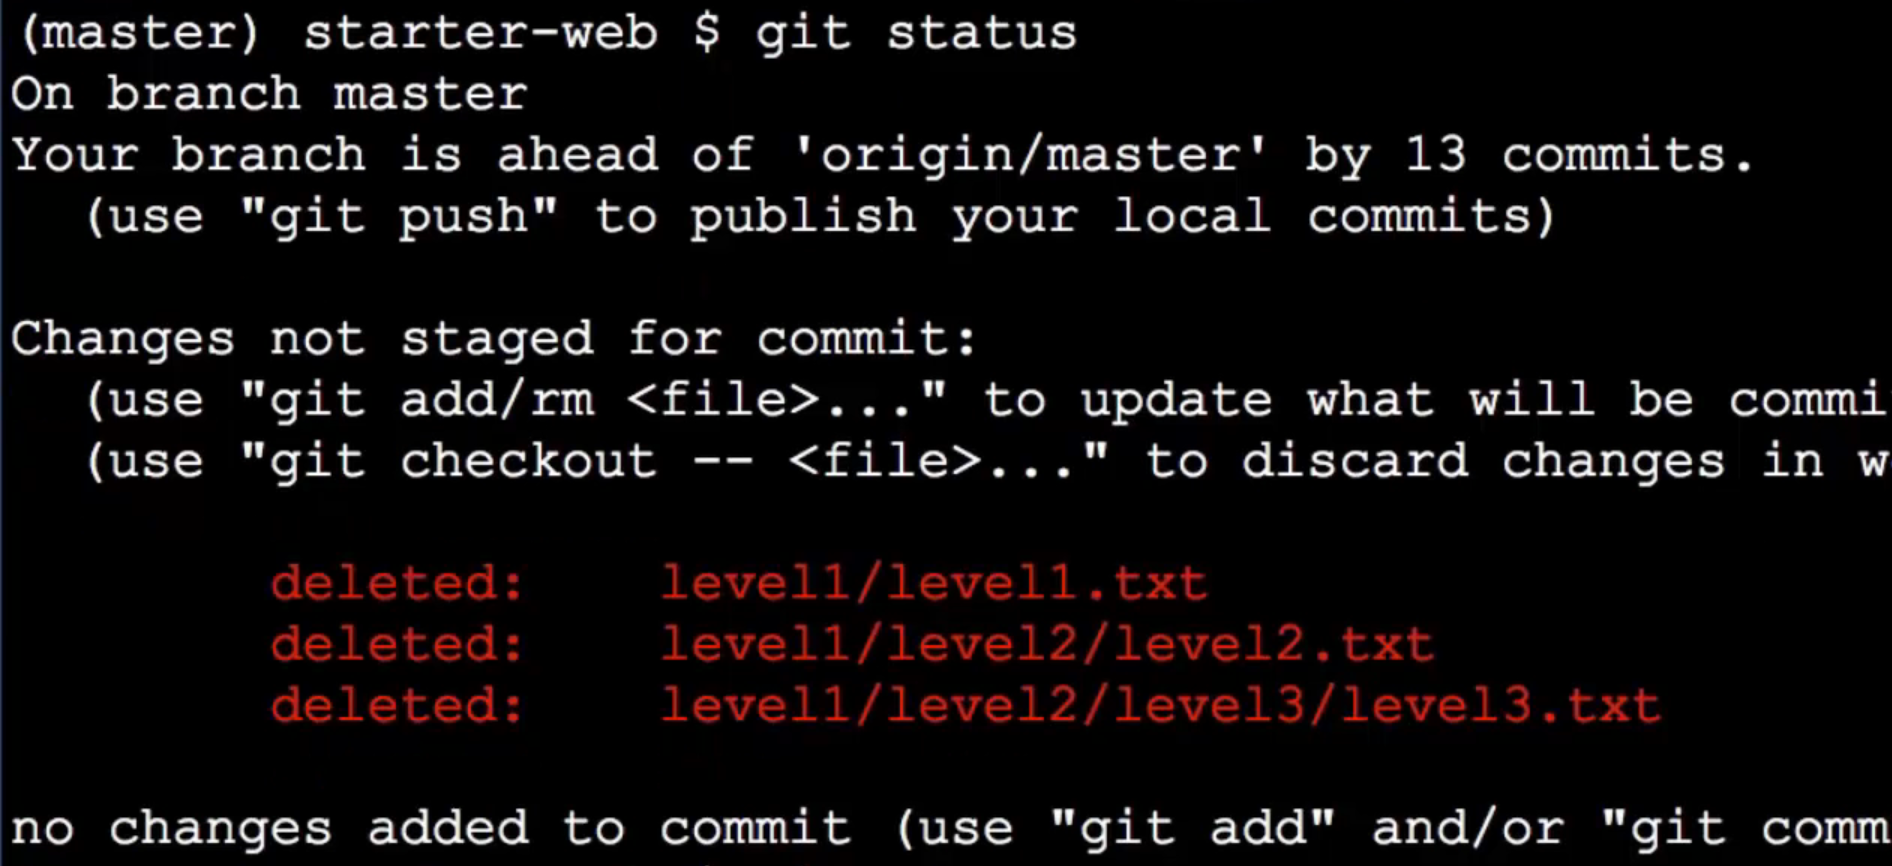 (master) starter-web $ git status
On branch master
Your branch is ahead of 'origin/master' by 13 commits.
(use "git push" to publish your local commits)
Changes not staged for commit:
(use "git add/rm <file>..." to update what will be commi
(use "git checkout -- <file>..." to discard changes in w
deleted: level1/level1.txt
deleted: level1/level2/level2.txt
deleted: level1/level2/level3/level3.txt
no changes added to commit (use "git add" and/or "git comm